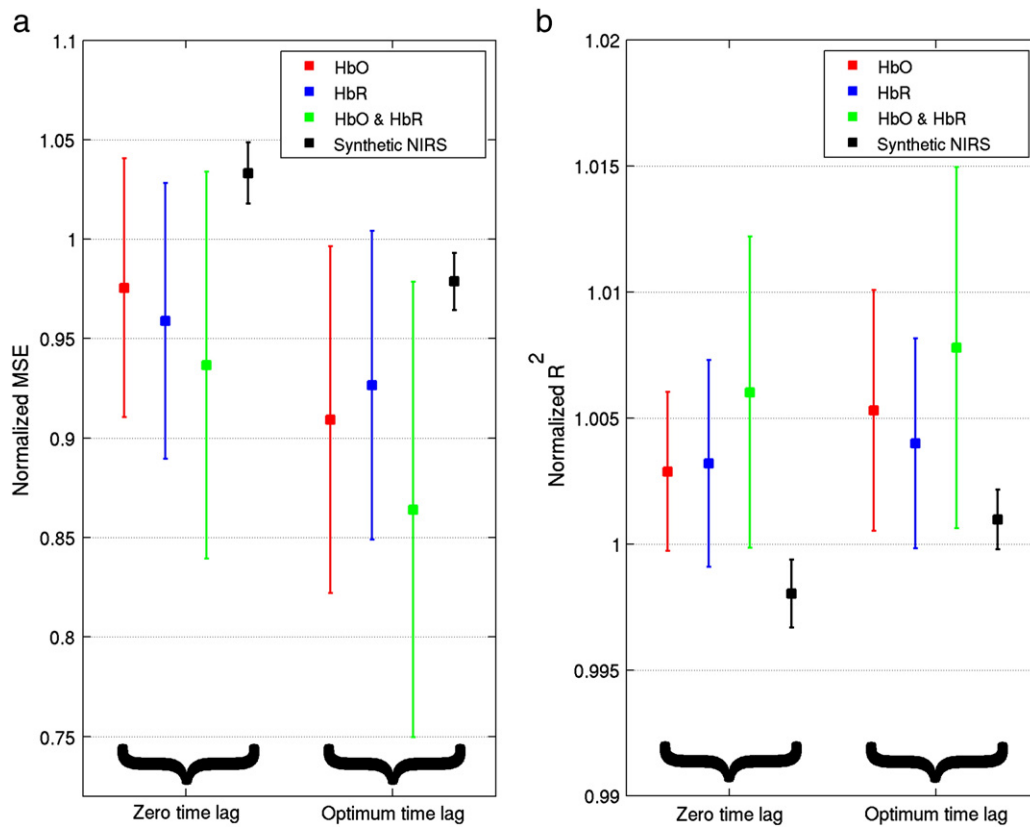 a
1.1
1.05
1
0.95
0.9
0.85
0.8
0.75
Normalized MSE
HbO
HbR
HbO & HbR
Synthetic NIRS
Zero time lag
Optimum time lag
b
1.02
1.015
1.01
1.005
1
0.995
0.99
Normalized R²
HbO
HbR
HbO & HbR
Synthetic NIRS
Zero time lag
Optimum time lag